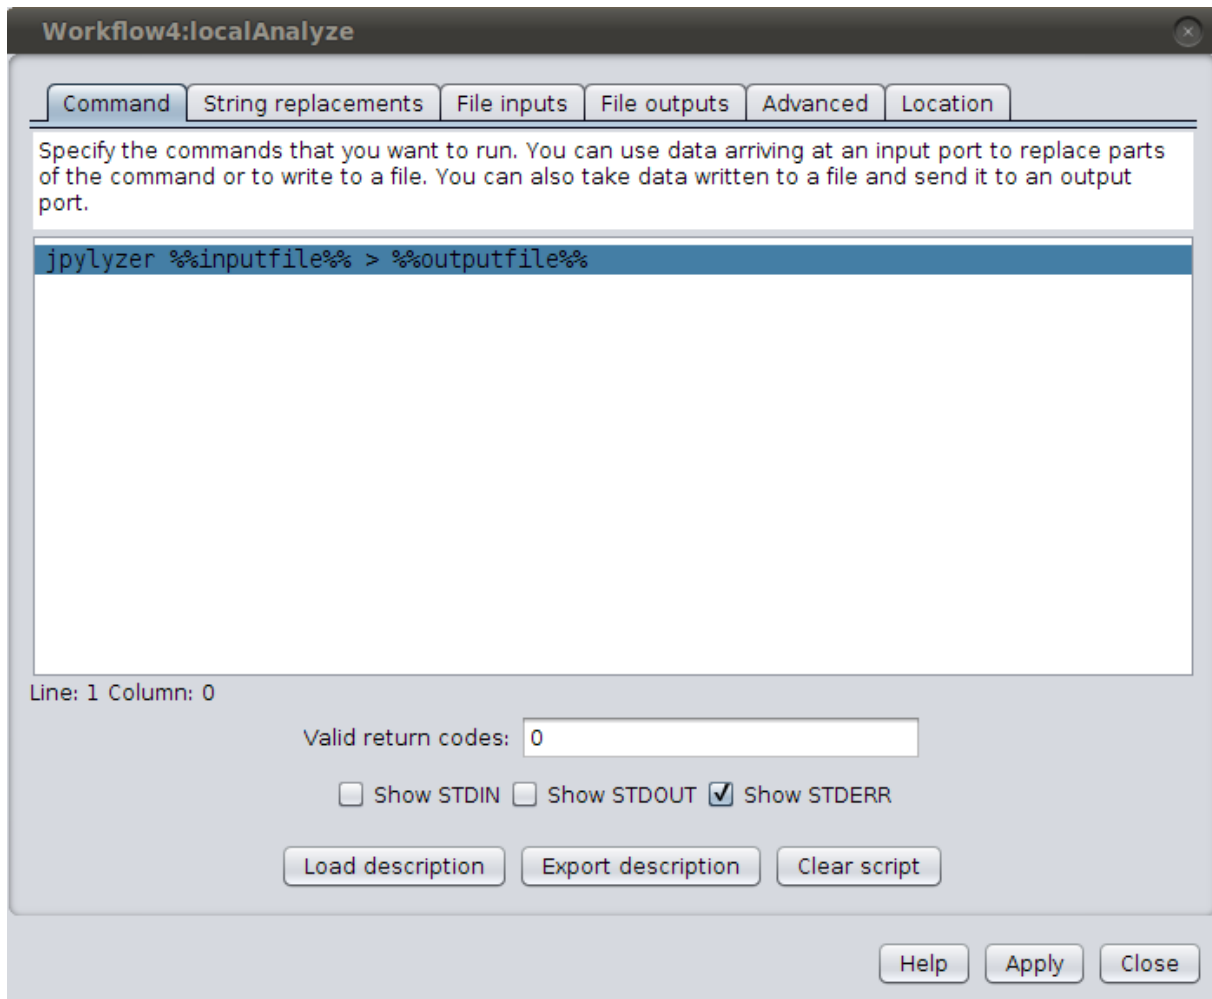 Workflow4:localAnalyze
Command String replacements File inputs File outputs Advanced Location
Specify the commands that you want to run. You can use data arriving at an input port to replace parts
of the command or to write to a file. You can also take data written to a file and send it to an output
port.
jpylyzer %%inputfile%% > %%outputfile%%
Line: 1 Column: 0
Valid return codes: 0
Show STDIN Show STDOUT Show STDERR
Load description Export description Clear script
Help Apply Close